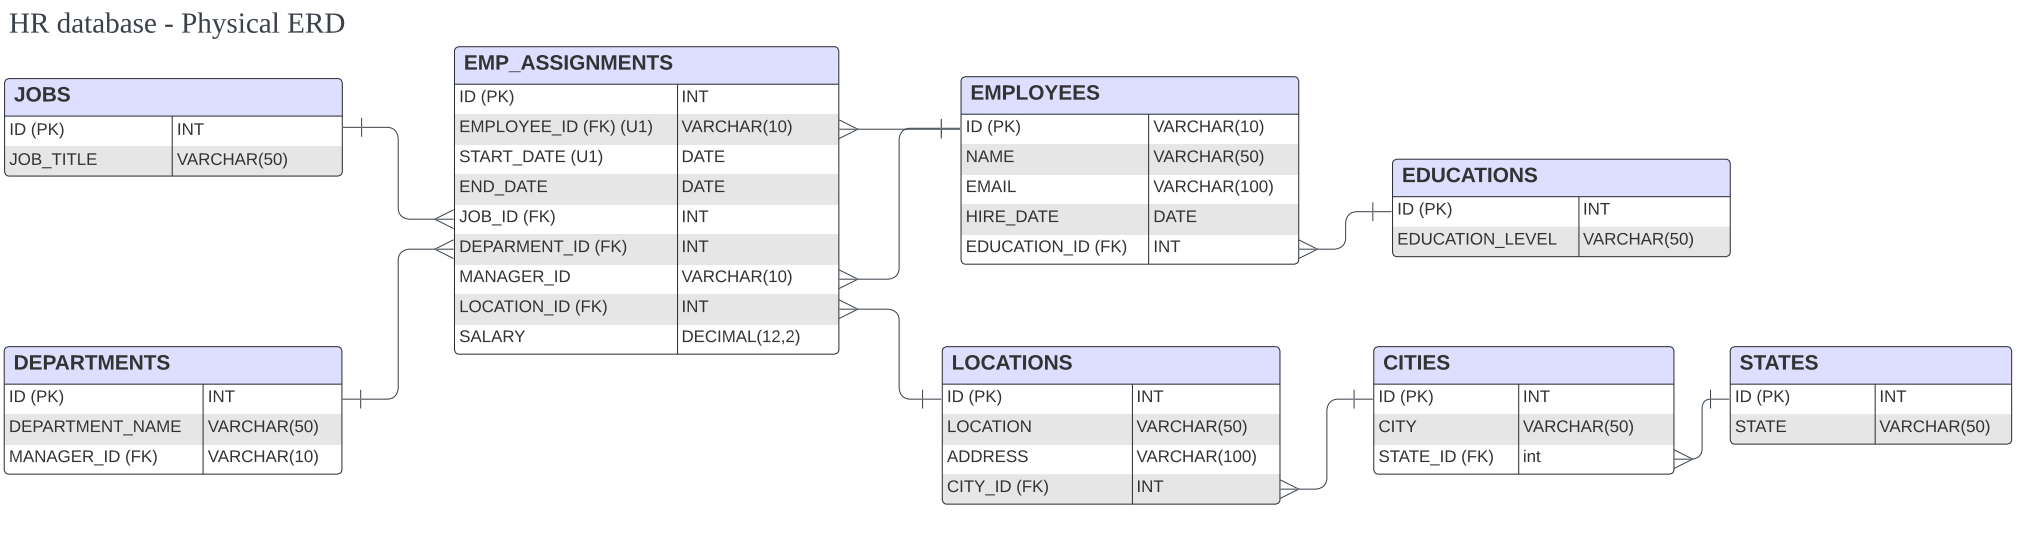 HR database - Physical ERD
JOBS
ID (PK) INT
JOB_TITLE VARCHAR(50)
EMP_ASSIGNMENTS
ID (PK) INT
EMPLOYEE_ID (FK) (U1) VARCHAR(10)
START_DATE (U1) DATE
END_DATE DATE
JOB_ID (FK) INT
DEPARMENT_ID (FK) INT
MANAGER_ID VARCHAR(10)
LOCATION_ID (FK) INT
SALARY DECIMAL(12,2)
EMPLOYEES
ID (PK) VARCHAR(10)
NAME VARCHAR(50)
EMAIL VARCHAR(100)
HIRE_DATE DATE
EDUCATION_ID (FK) INT
EDUCATIONS
ID (PK) INT
EDUCATION_LEVEL VARCHAR(50)
DEPARTMENTS
ID (PK) INT
DEPARTMENT_NAME VARCHAR(50)
MANAGER_ID (FK) VARCHAR(10)
LOCATIONS
ID (PK) INT
LOCATION VARCHAR(50)
ADDRESS VARCHAR(100)
CITY_ID (FK) INT
CITIES
ID (PK) INT
CITY VARCHAR(50)
STATE_ID (FK) int
STATES
ID (PK) INT
STATE VARCHAR(50)